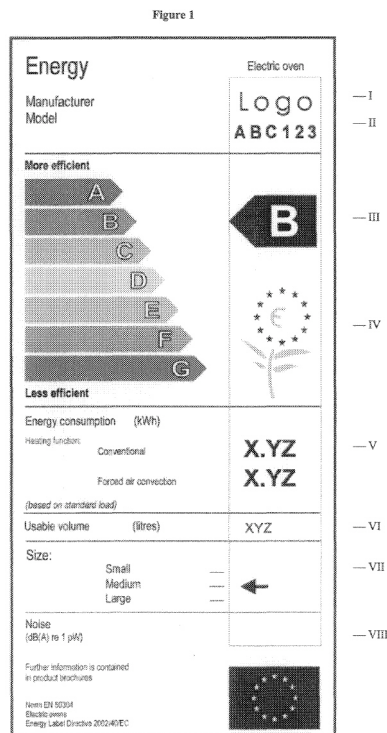 Figure 1
Energy
Electric oven
Manufacturer
Model
Logo
ABC123
I
II
More efficient
A
B
C
D
E
F
G
B
III
IV
Less efficient
Energy consumption (kWh)
Heating function:
Conventional X.YZ
V
Forced air convection X.YZ
(based on standard load)
Usable volume (litres) XYZ
VI
Size:
VII
Small
Medium
Large
Noise
(dB(A) re 1 pW)
VIII
Further information is contained
in product brochures
Norm EN 50304
Electric ovens
Energy Label Directive 2002/40/EC